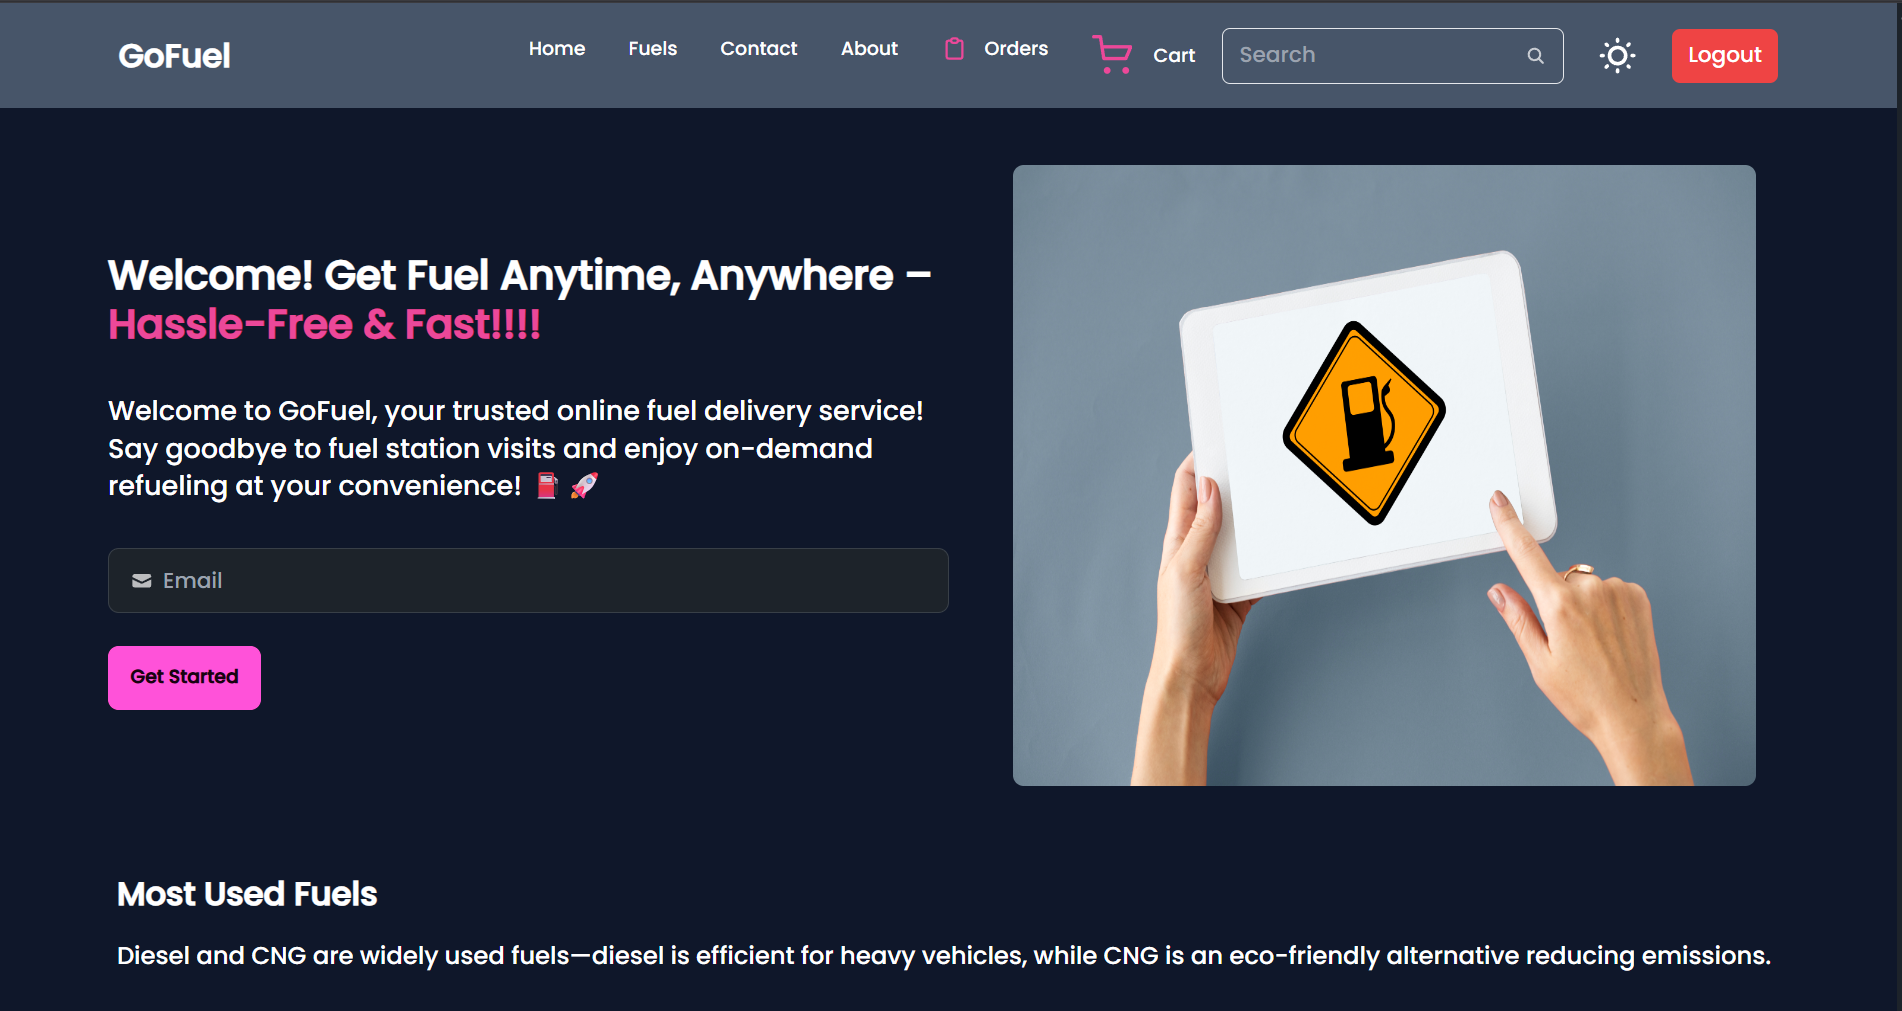 GoFuel
Home
Fuels
Contact
About
Orders
Cart
Search
Logout
Welcome! Get Fuel Anytime, Anywhere –
Hassle-Free & Fast!!!!
Welcome to GoFuel, your trusted online fuel delivery service!
Say goodbye to fuel station visits and enjoy on-demand
refueling at your convenience! ⛽ 🚀
Email
Get Started
Most Used Fuels
Diesel and CNG are widely used fuels—diesel is efficient for heavy vehicles, while CNG is an eco-friendly alternative reducing emissions.